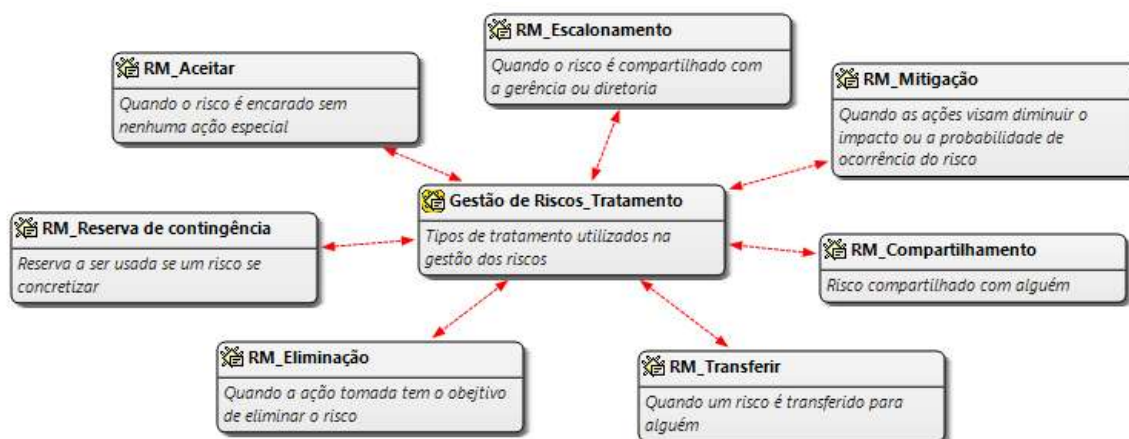 RM_Escalonamento
Quando o risco é compartilhado com
a gerência ou diretoria
RM_Aceitar
Quando o risco é encarado sem
nenhuma ação especial
RM_Mitigação
Quando as ações visam diminuir o
impacto ou a probabilidade de
ocorrência do risco
Gestão de Riscos_Tratamento
Tipos de tratamento utilizados na
gestão dos riscos
RM_Reserva de contingência
Reserva a ser usada se um risco se
concretizar
RM_Compartilhamento
Risco compartilhado com alguém
RM_Eliminação
Quando a ação tomada tem o obejtivo
de eliminar o risco
RM_Transferir
Quando um risco é transferido para
alguém